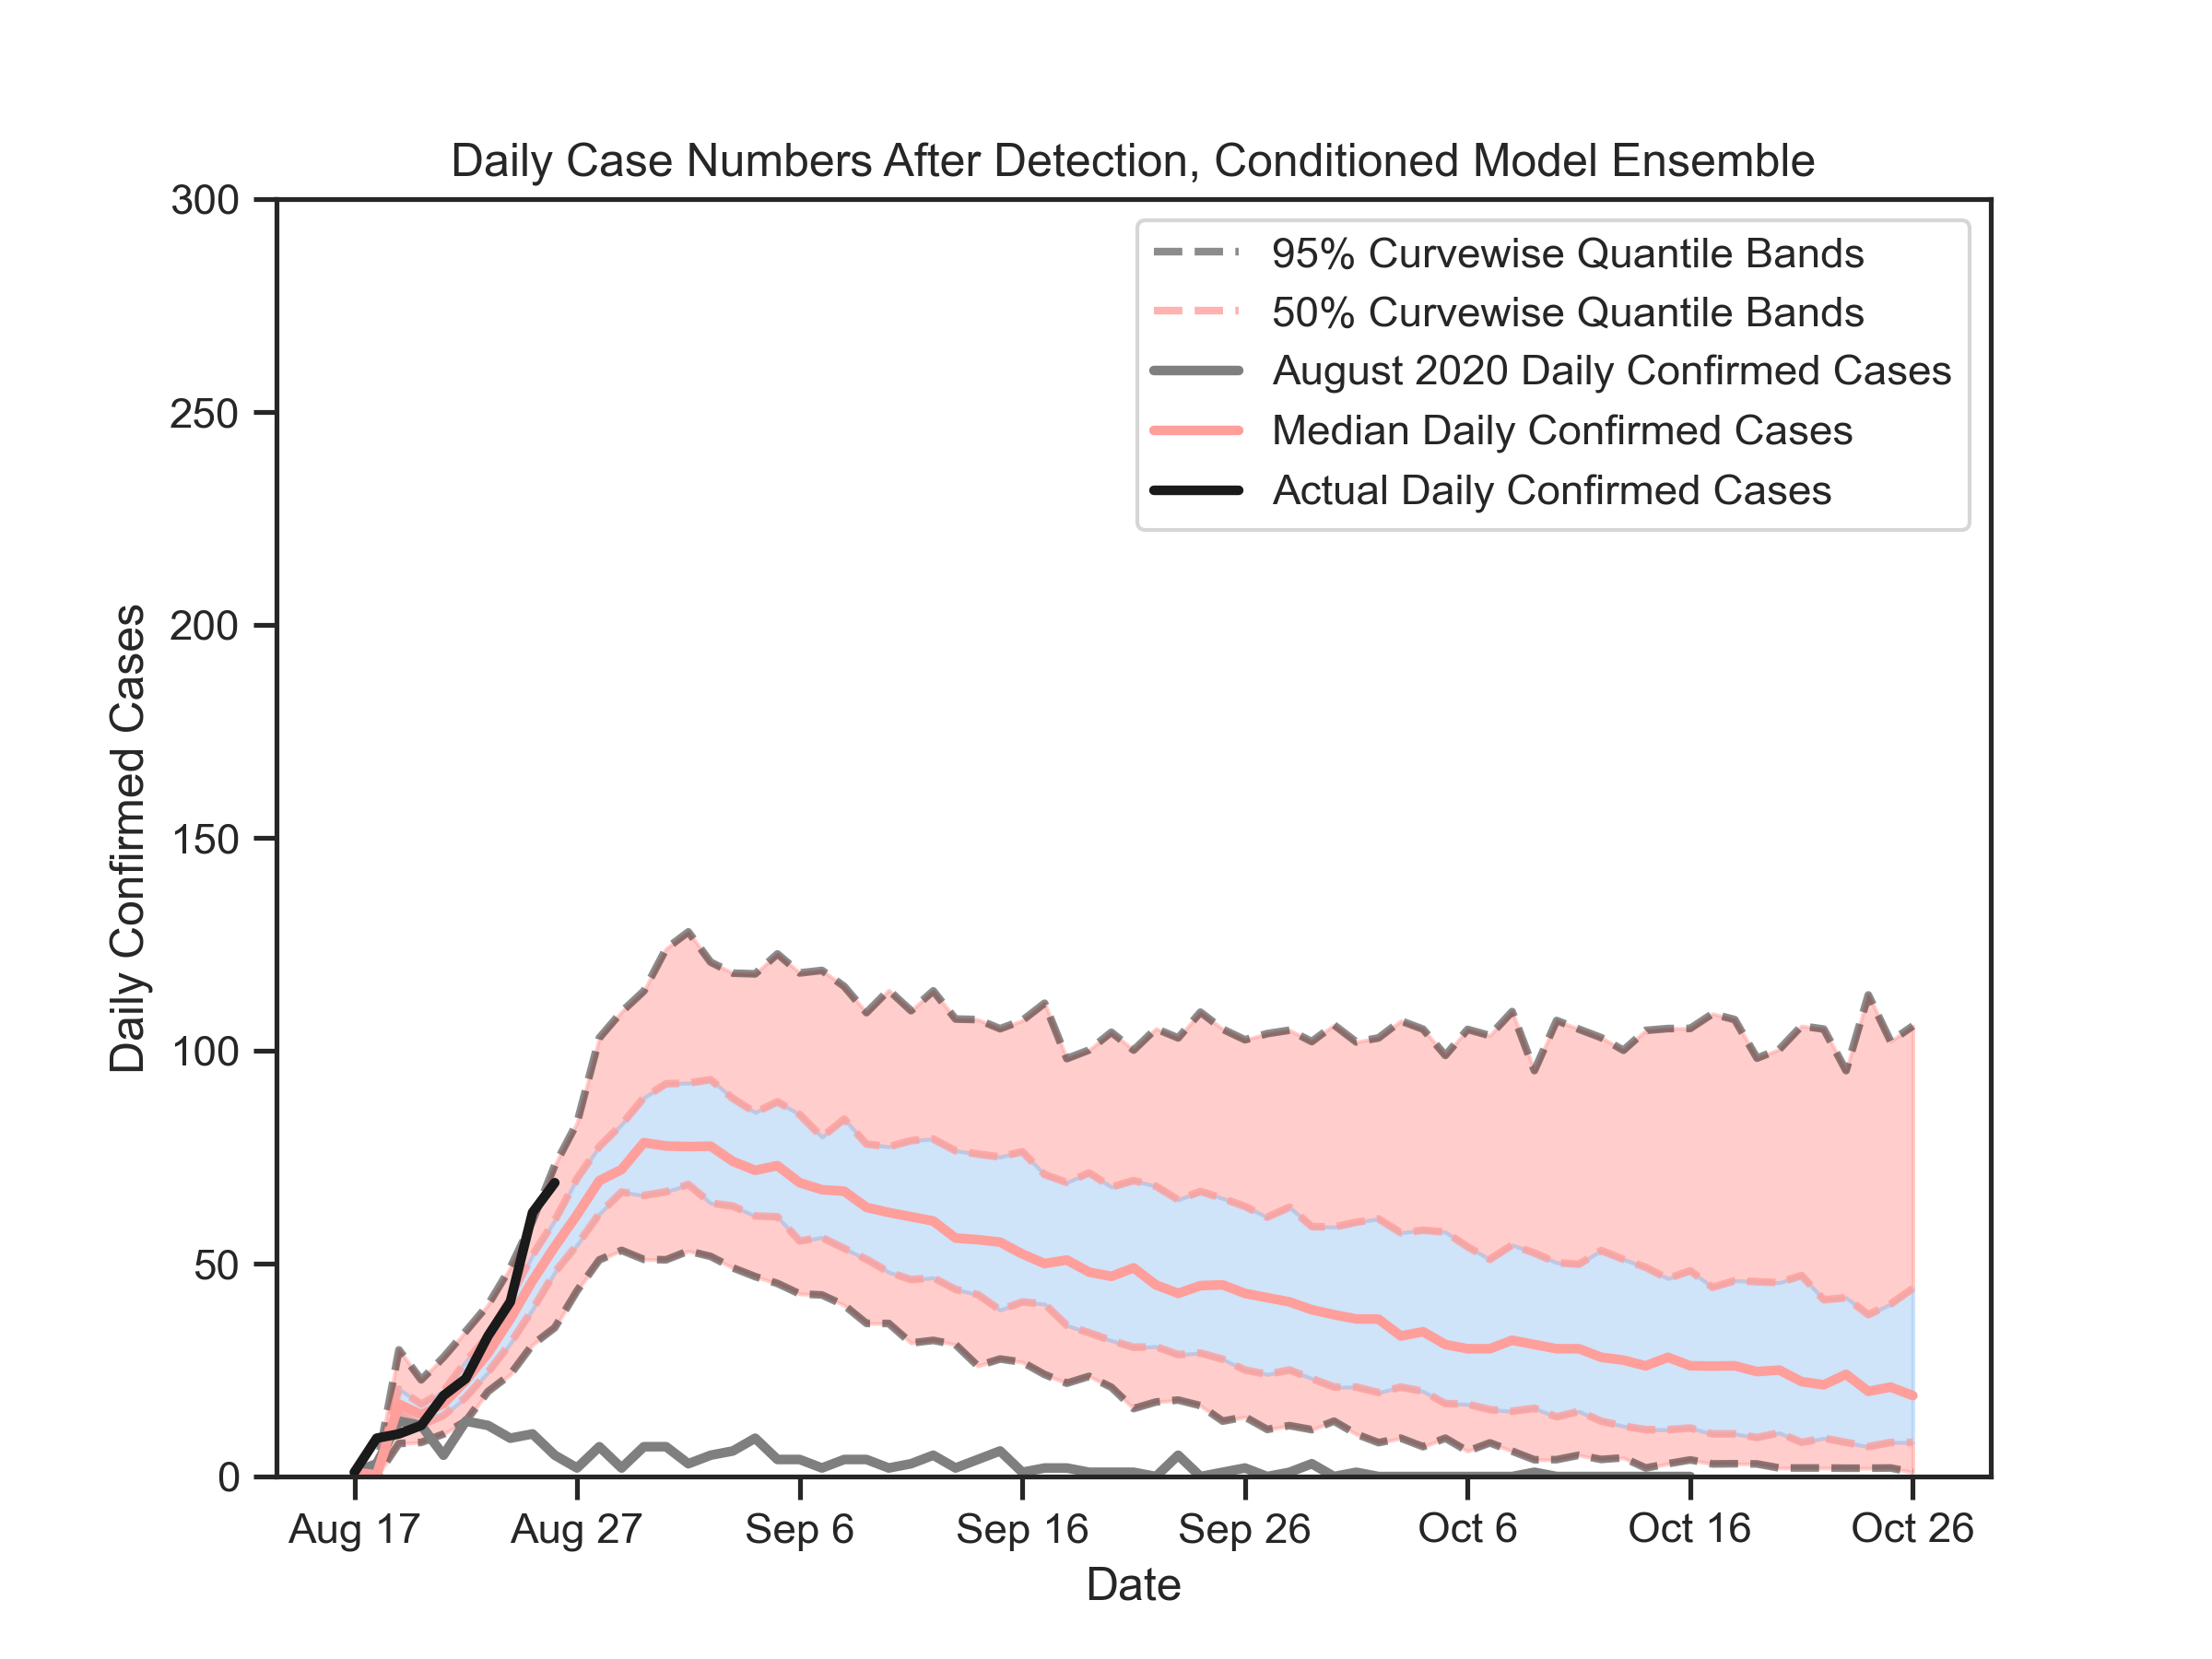 Daily Case Numbers After Detection, Conditioned Model Ensemble
300
250
200
150
100
50
0
Daily Confirmed Cases
95% Curvewise Quantile Bands
50% Curvewise Quantile Bands
August 2020 Daily Confirmed Cases
Median Daily Confirmed Cases
Actual Daily Confirmed Cases
Aug 17 Aug 27 Sep 6 Sep 16 Sep 26 Oct 6 Oct 16 Oct 26
Date